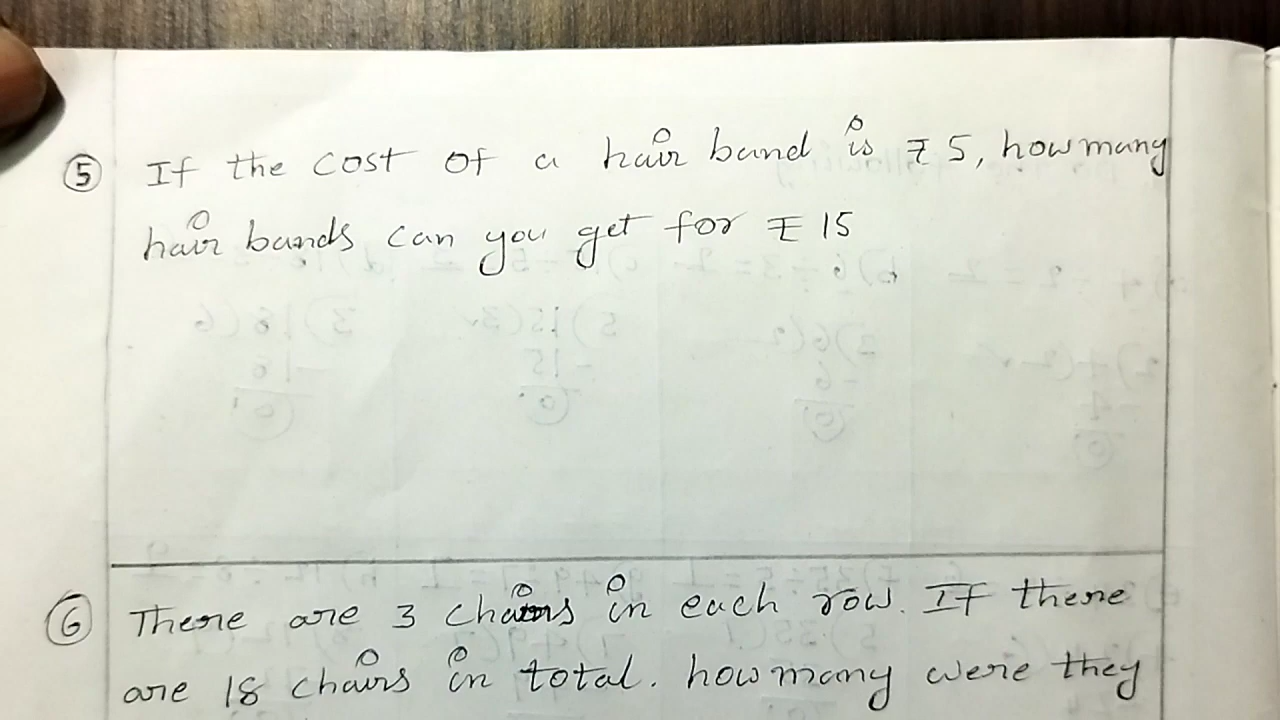 5 If the cost of a hair band is ₹ 5, how many
hair bands can you get for ₹ 15
6 There are 3 chairs in each row. If there
are 18 chairs in total. how many were they